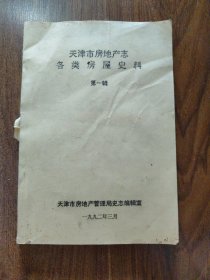 天津市房地产志
各类房屋史料
第一辑
天津市房地产管理局史志编辑室
一九九二年三月